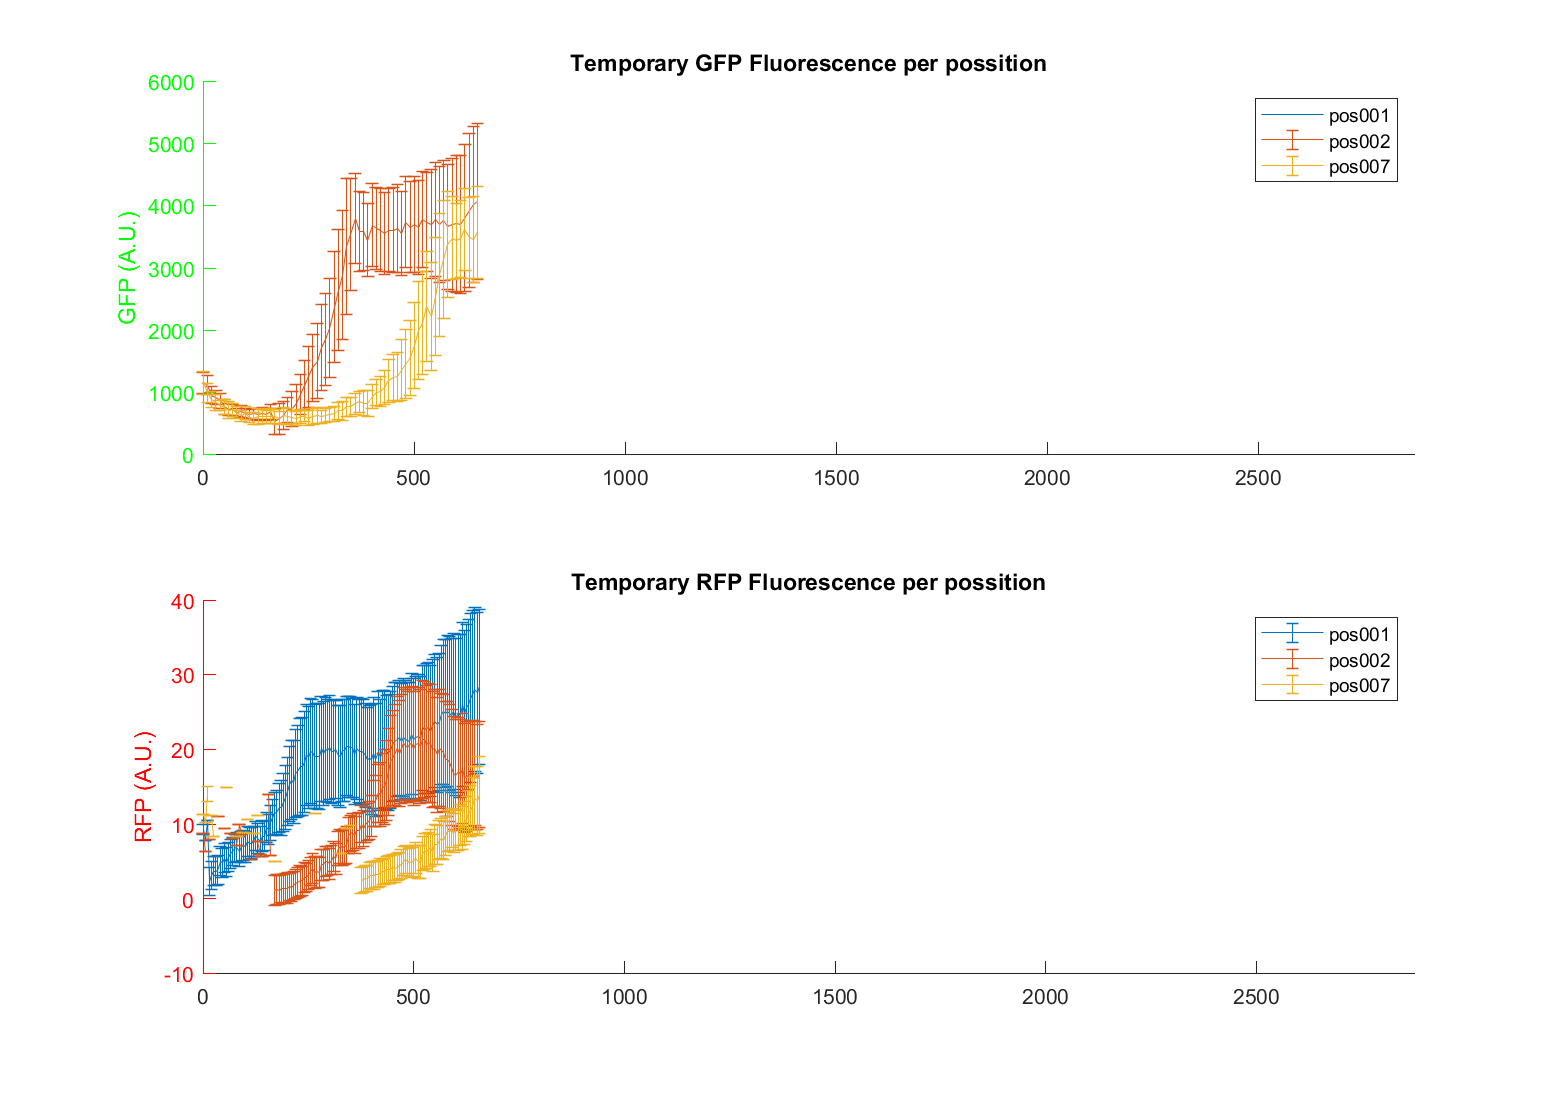 Temporary GFP Fluorescence per possition
GFP (A.U.)
6000
5000
4000
3000
2000
1000
0
0 500 1000 1500 2000 2500
pos001
pos002
pos007
Temporary RFP Fluorescence per possition
RFP (A.U.)
40
30
20
10
0
-10
0 500 1000 1500 2000 2500
pos001
pos002
pos007